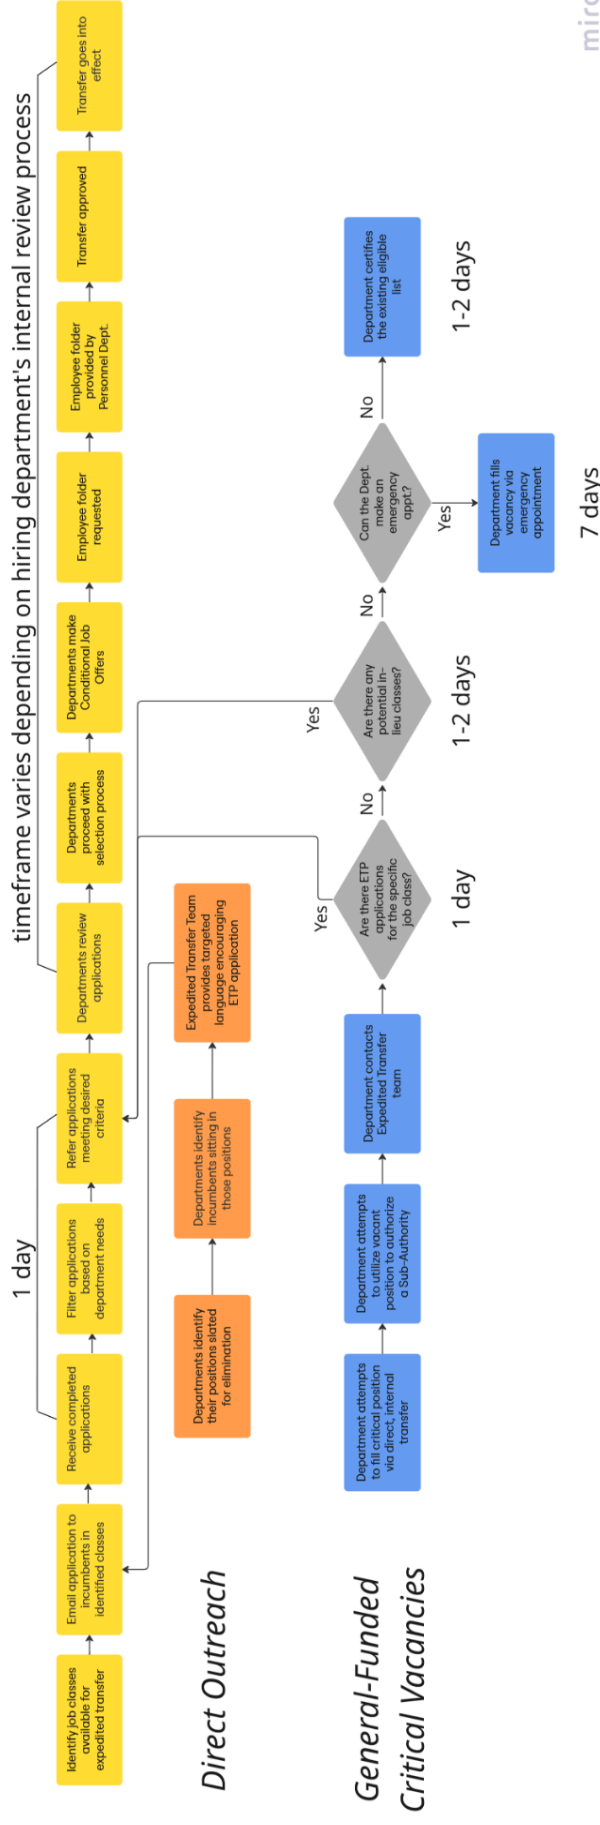 timeframe varies depending on hiring department's internal review process
1 day
Identify job classes
available for
expedited transfer
Email application to
incumbents in
identified classes
Receive completed
applications
Filter applications
based on
department needs
Refer applications
meeting desired
criteria
Departments review
applications
Departments
proceed with
selection process
Departments make
Conditional Job
Offers
Employee folder
requested
Employee folder
provided by
Personnel Dept.
Transfer approved
Transfer goes into
effect
Direct Outreach
Departments identify
their positions slated
for elimination
Departments identify
incumbents sitting in
those positions
Expedited Transfer Team
provides targeted
language encouraging
ETP application
General-Funded
Critical Vacancies
Department attempts
to fill critical position
via direct, internal
transfer
Department attempts
to utilize vacant
position to authorize
a Sub-Authority
Department contacts
Expedited Transfer
team
Are there ETP
applications
for the specific
job class?
Yes
No
1 day
Are there any
potential in-
lieu classes?
Yes
No
1-2 days
Can the Dept.
make an
emergency
appt.?
No
Yes
Department certifies
the existing eligible
list
1-2 days
Department fills
vacancy via
emergency
appointment
7 days
miro